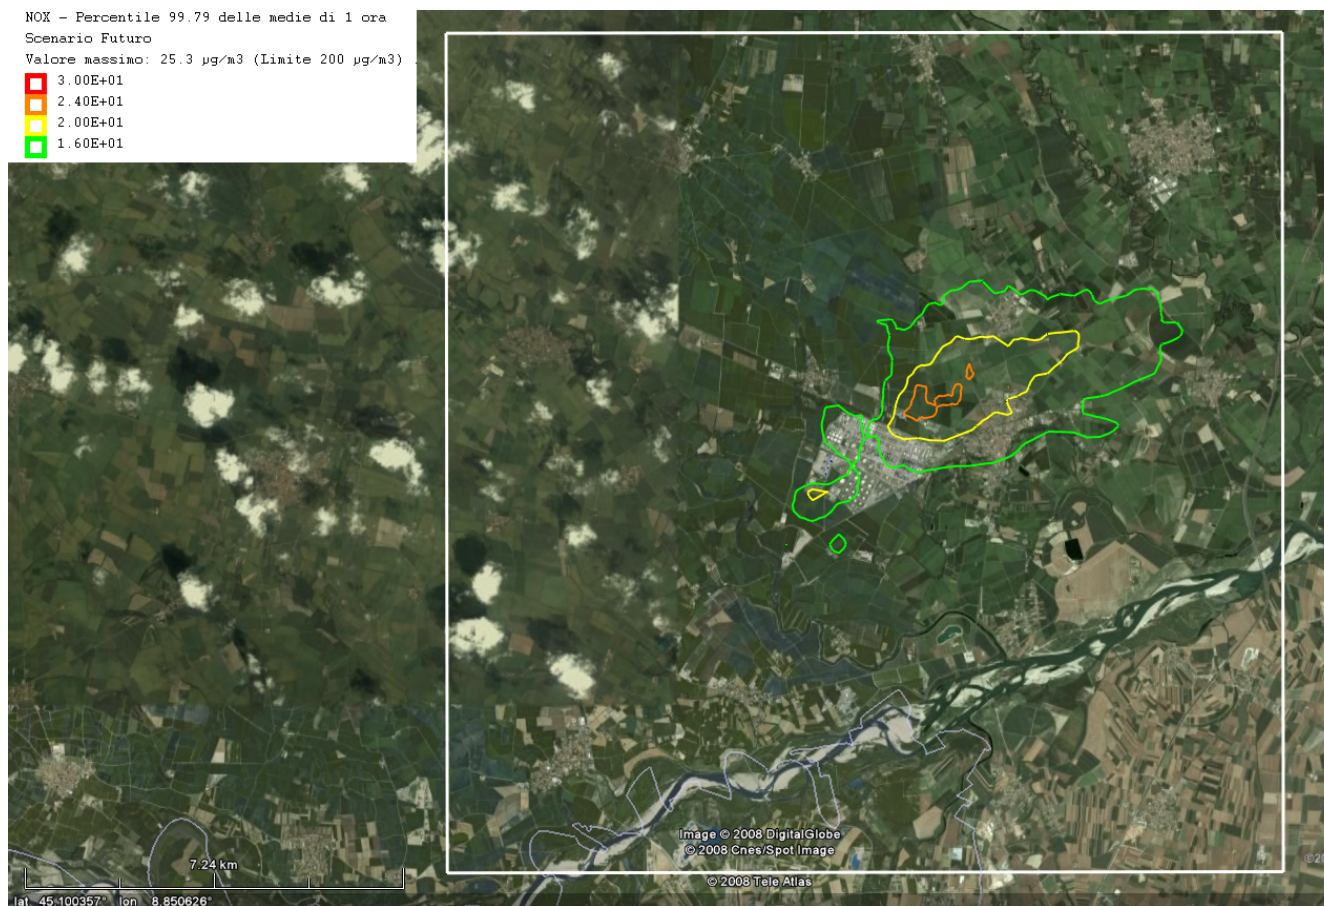 NOX – Percentile 99.79 delle medie di 1 ora
Scenario Futuro
Valore massimo: 25.3 µg/m3 (Limite 200 µg/m3)
3.00E+01
2.40E+01
2.00E+01
1.60E+01
Image © 2008 DigitalGlobe
© 2008 Cnes/Spot Image
7.24 km
© 2008 Tele Atlas
lat 45.100357° lon 8.850626°